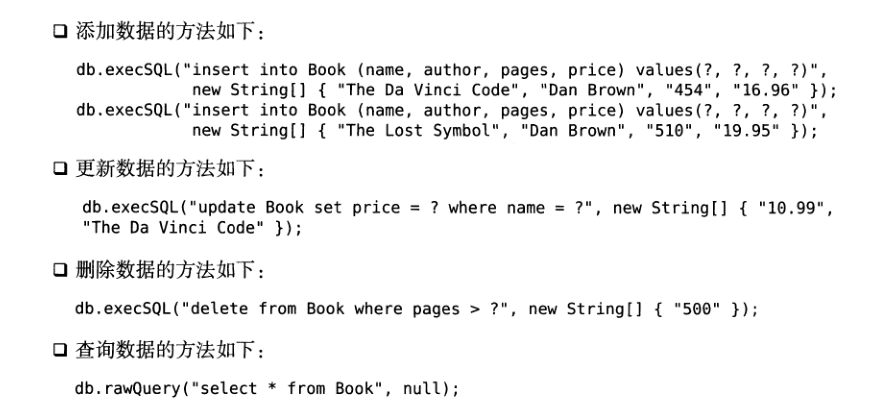 ❑ 添加数据的方法如下：
db.execSQL("insert into Book (name, author, pages, price) values(?, ?, ?, ?)",
new String[] { "The Da Vinci Code", "Dan Brown", "454", "16.96" });
db.execSQL("insert into Book (name, author, pages, price) values(?, ?, ?, ?)",
new String[] { "The Lost Symbol", "Dan Brown", "510", "19.95" });
❑ 更新数据的方法如下：
db.execSQL("update Book set price = ? where name = ?", new String[] { "10.99",
"The Da Vinci Code" });
❑ 删除数据的方法如下：
db.execSQL("delete from Book where pages > ?", new String[] { "500" });
❑ 查询数据的方法如下：
db.rawQuery("select * from Book", null);